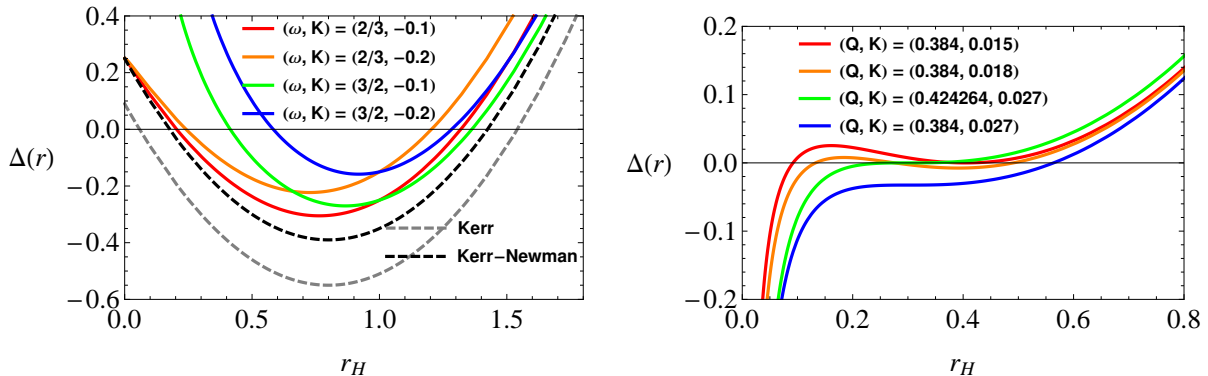 0.4
0.2
0.0
−0.2
−0.4
−0.6
Δ(r)
(ω, K) = (2/3, −0.1)
(ω, K) = (2/3, −0.2)
(ω, K) = (3/2, −0.1)
(ω, K) = (3/2, −0.2)
Kerr
Kerr−Newman
0.0 0.5 1.0 1.5
r_H
0.2
0.1
0.0
−0.1
−0.2
Δ(r)
(Q, K) = (0.384, 0.015)
(Q, K) = (0.384, 0.018)
(Q, K) = (0.424264, 0.027)
(Q, K) = (0.384, 0.027)
0.0 0.2 0.4 0.6 0.8
r_H